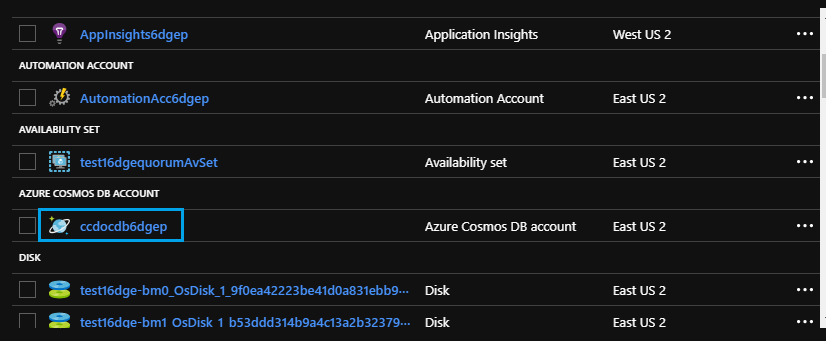 AppInsights6dgep Application Insights West US 2 •••
AUTOMATION ACCOUNT
AutomationAcc6dgep Automation Account East US 2 •••
AVAILABILITY SET
test16dgequorumAvSet Availability set East US 2 •••
AZURE COSMOS DB ACCOUNT
ccdocdb6dgep Azure Cosmos DB account East US 2 •••
DISK
test16dge-bm0_OsDisk_1_9f0ea42223be41d0a831ebb9··· Disk East US 2 •••
test16dge-bm1_OsDisk_1_b53ddd314b9a4c13a2b32379··· Disk East US 2 •••